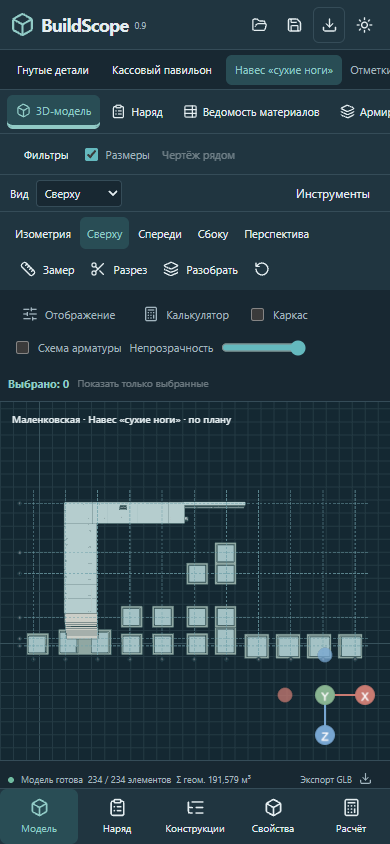 BuildScope 0.9
Гнутые детали Кассовый павильон Навес «сухие ноги» Отметки
3D-модель Наряд Ведомость материалов Армир
Фильтры Размеры Чертёж рядом
Вид Сверху Инструменты
Изометрия Сверху Спереди Сбоку Перспектива
Замер Разрез Разобрать
Отображение Калькулятор Каркас
Схема арматуры Непрозрачность
Выбрано: 0 Показать только выбранные
Маленковская · Навес «сухие ноги» · по плану
Y X
Z
Модель готова 234 / 234 элементов Σ геом. 191,579 м³ Экспорт GLB
Модель Наряд Конструкции Свойства Расчёт